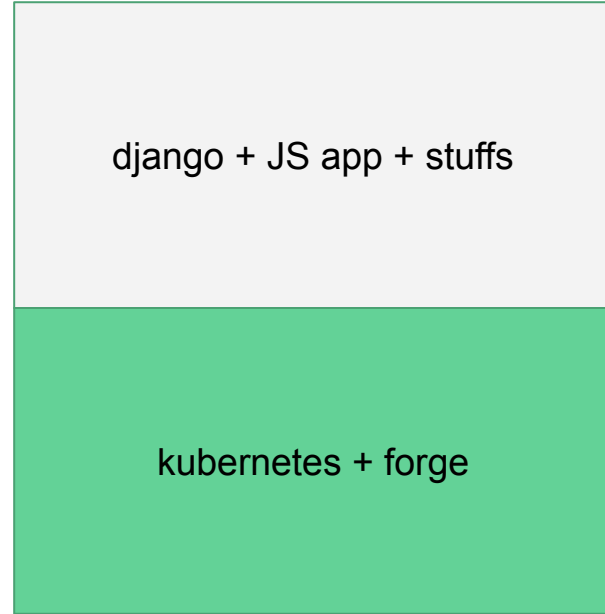 django + JS app + stuffs
kubernetes + forge